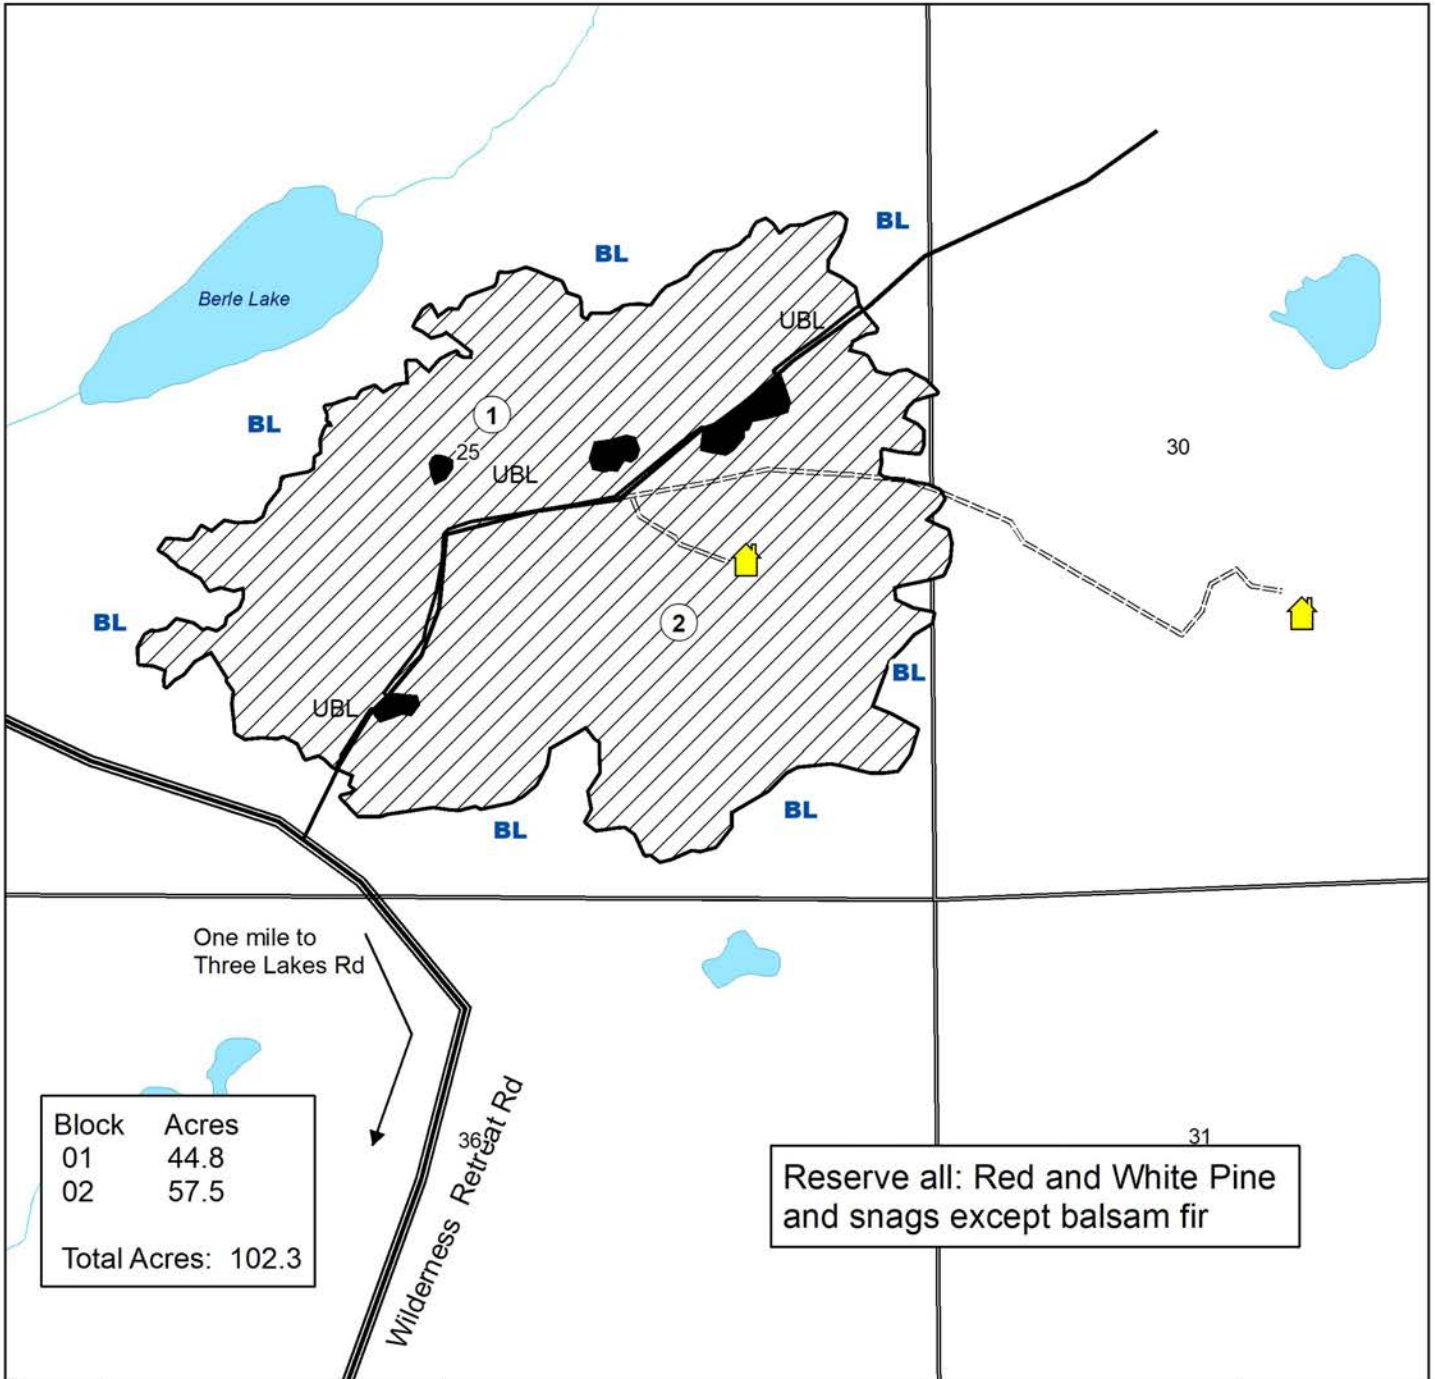 BL
BL
UBL
Berle Lake
1
BL
25
UBL
30
BL
2
BL
UBL
BL
BL
One mile to
Three Lakes Rd
Wilderness Retreat Rd
36
31
Block Acres
01 44.8
02 57.5
Total Acres: 102.3
Reserve all: Red and White Pine
and snags except balsam fir